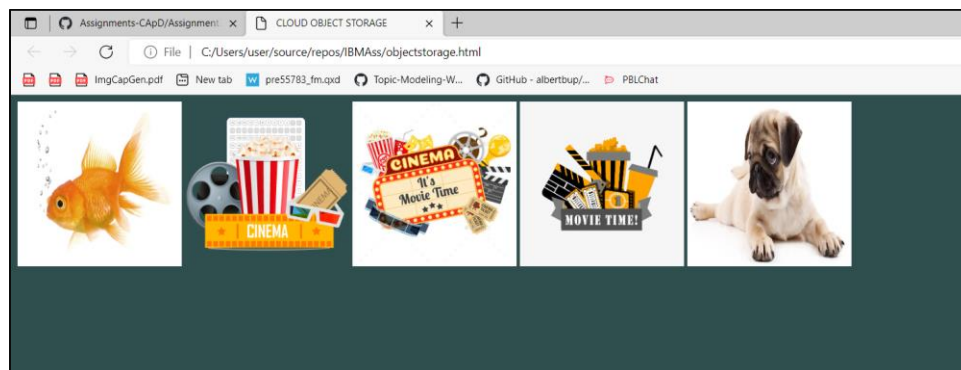 Assignments-CApD/Assignment
CLOUD OBJECT STORAGE
File
C:/Users/user/source/repos/IBMAss/objectstorage.html
ImgCapGen.pdf
New tab
pre55783_fm.qxd
Topic-Modeling-W...
GitHub - albertbup/...
PBLChat
CINEMA
CINEMA
It's
Movie Time
MOVIE TIME!